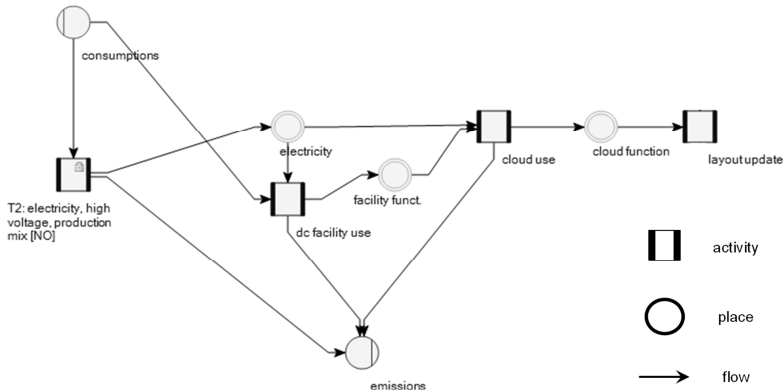 consumptions
electricity
cloud use
cloud function
layout update
facility funct.
T2: electricity, high
voltage, production
mix [NO]
dc facility use
activity
place
emissions
flow